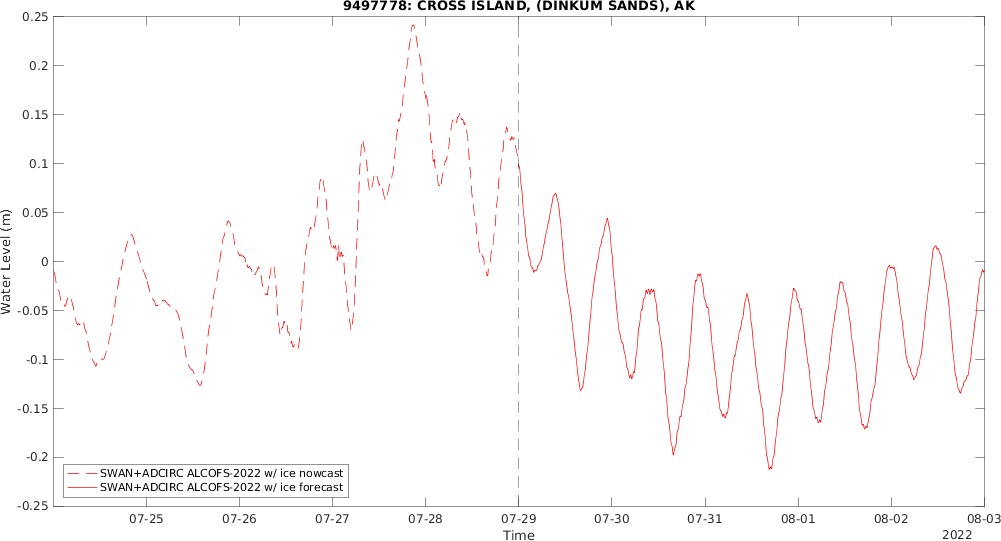 9497778: CROSS ISLAND, (DINKUM SANDS), AK
0.25
0.2
0.15
0.1
0.05
0
-0.05
-0.1
-0.15
-0.2
-0.25
Water Level (m)
SWAN+ADCIRC ALCOFS-2022 w/ ice nowcast
SWAN+ADCIRC ALCOFS-2022 w/ ice forecast
07-25 07-26 07-27 07-28 07-29 07-30 07-31 08-01 08-02 08-03
Time
2022